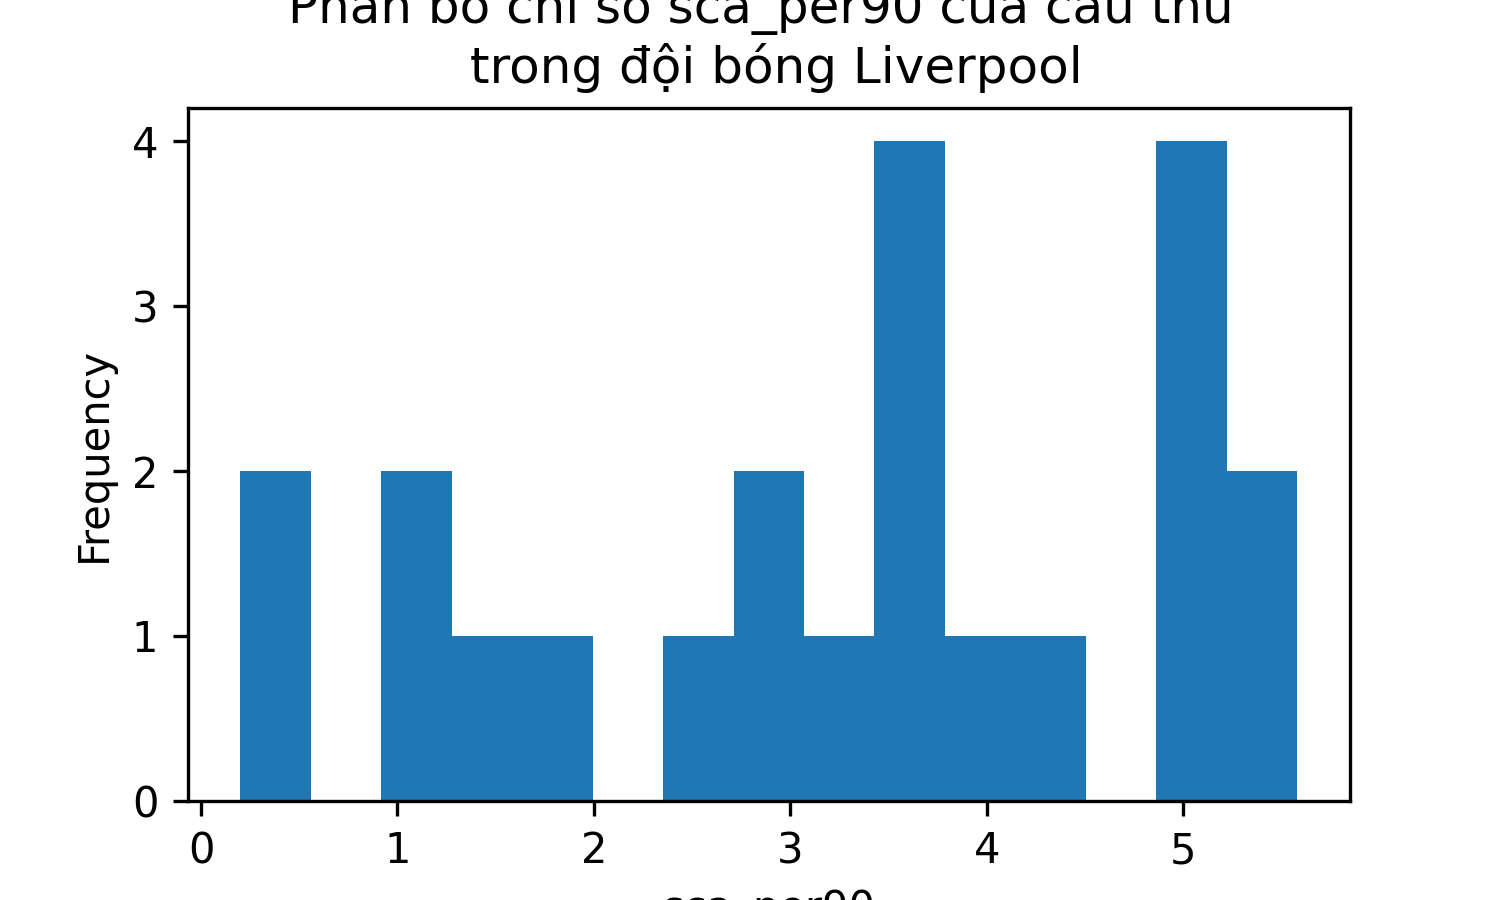 Phân bố chỉ số sca_per90 của cầu thủ
trong đội bóng Liverpool
4
3
2
1
0
Frequency
0 1 2 3 4 5
sca_per90